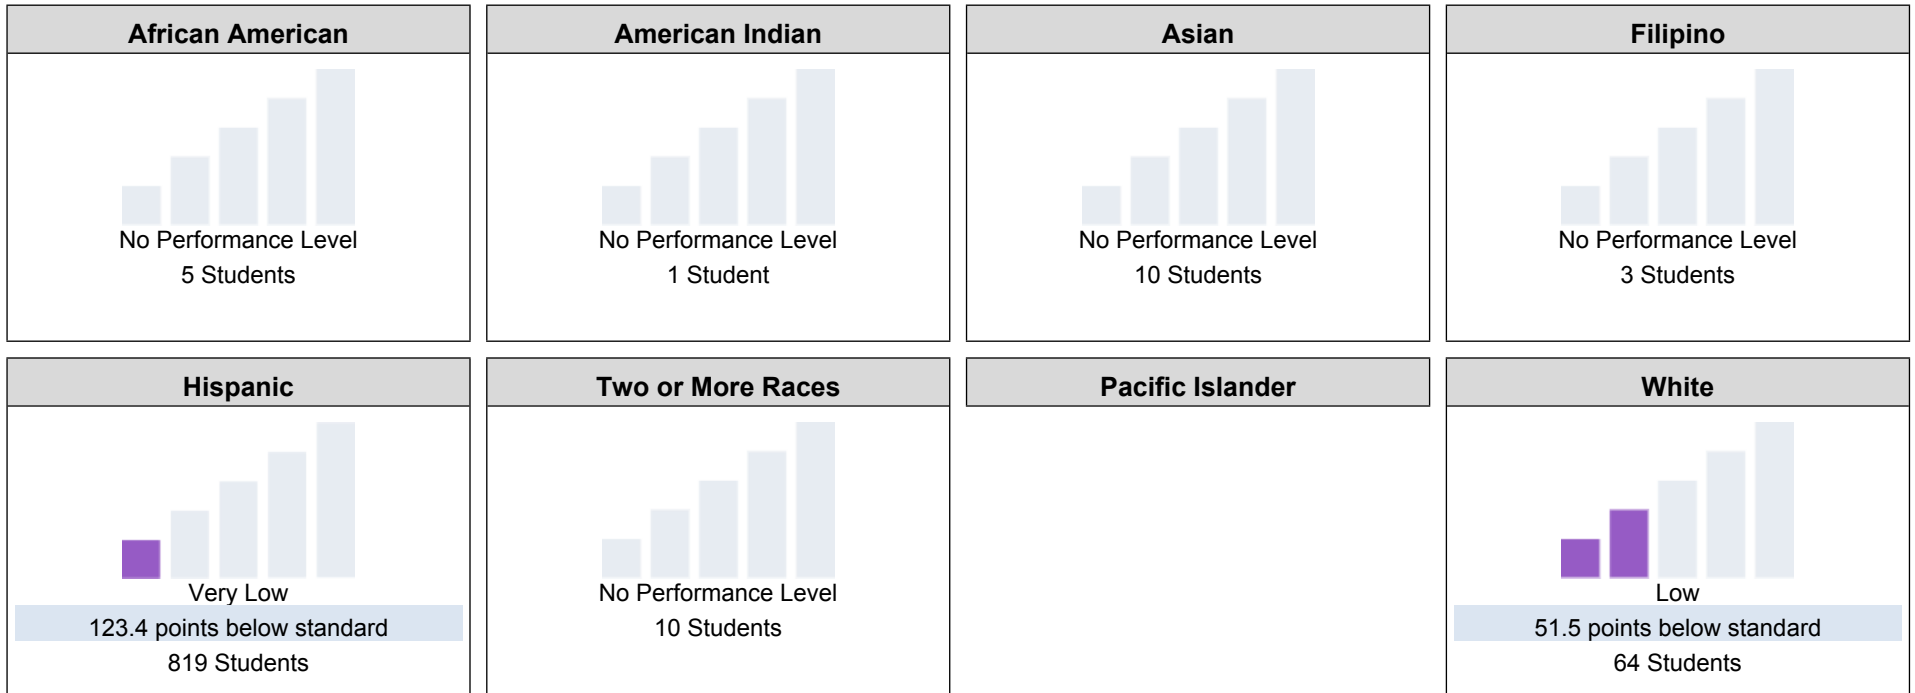 African American
No Performance Level
5 Students
American Indian
No Performance Level
1 Student
Asian
No Performance Level
10 Students
Filipino
No Performance Level
3 Students
Hispanic
Very Low
123.4 points below standard
819 Students
Two or More Races
No Performance Level
10 Students
Pacific Islander
White
Low
51.5 points below standard
64 Students